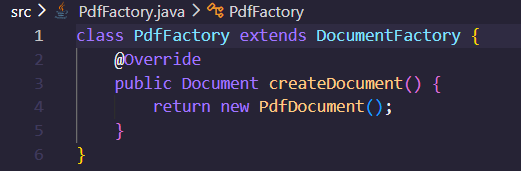 src > PdfFactory.java > PdfFactory
1 class PdfFactory extends DocumentFactory {
2     @Override
3     public Document createDocument() {
4         return new PdfDocument();
5     }
6 }